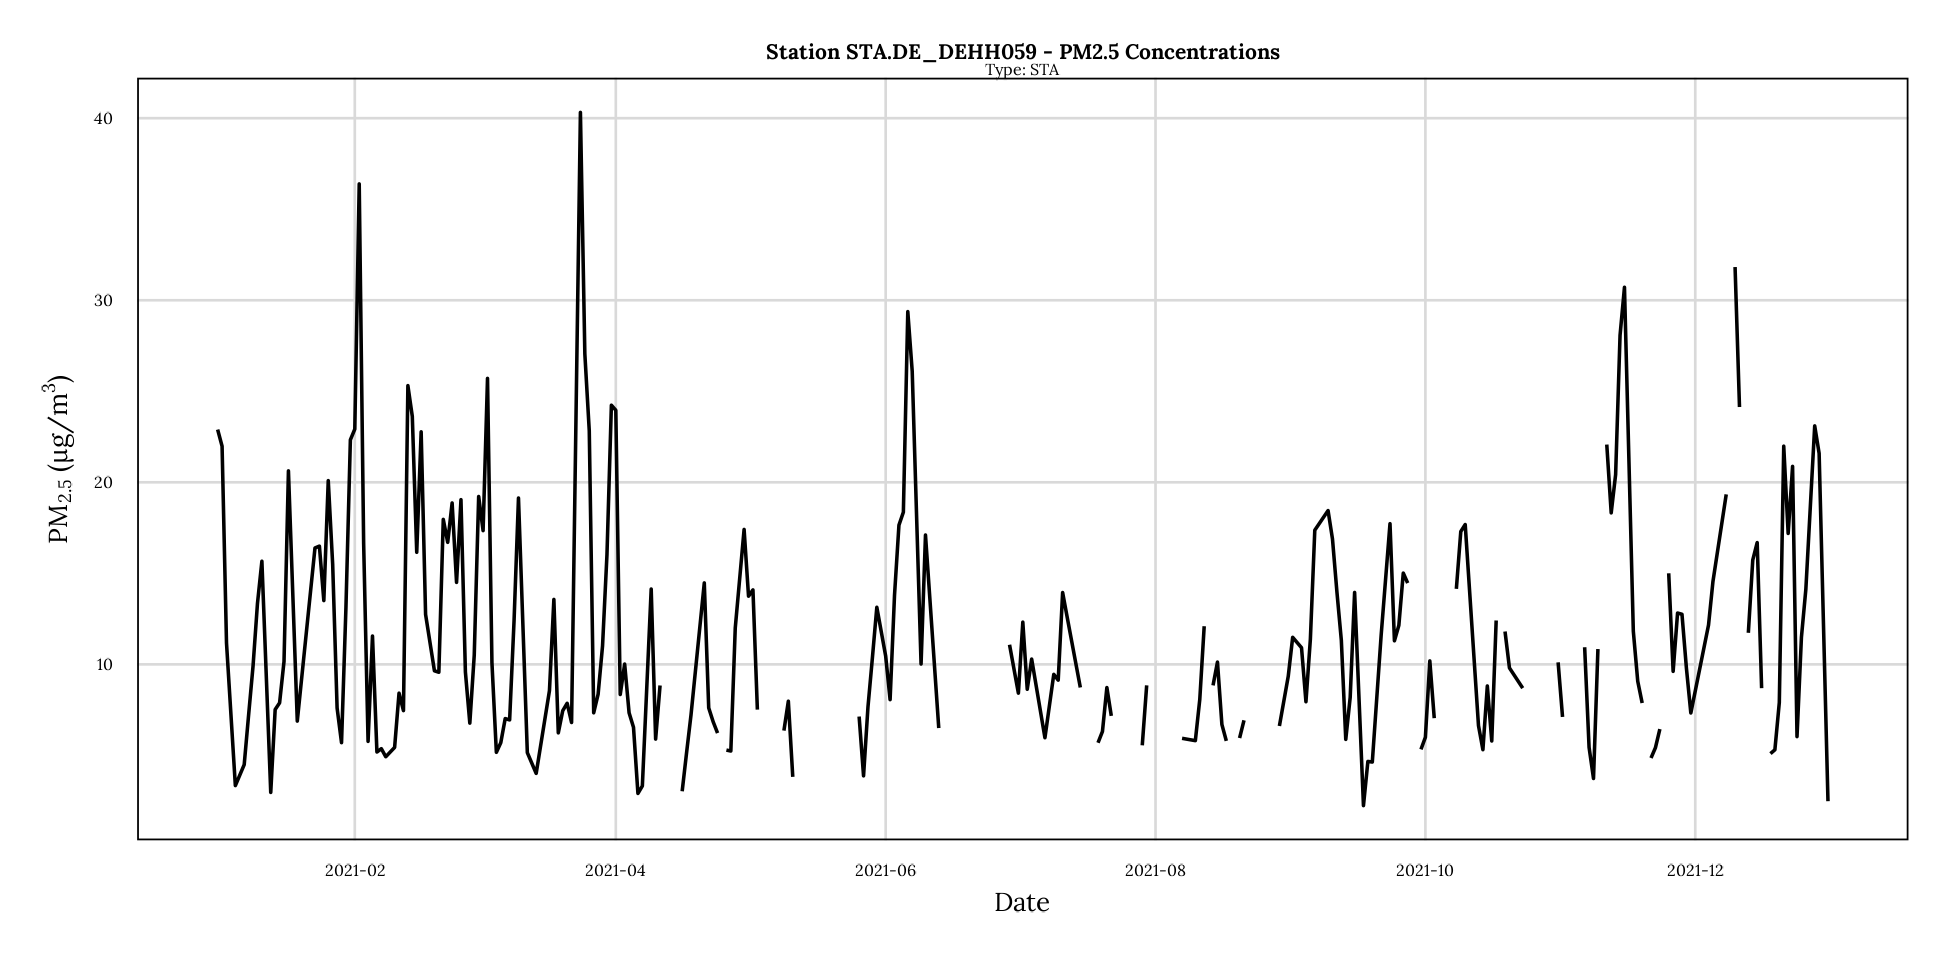 Station STA.DE_DEHH059 - PM2.5 Concentrations
Type: STA
PM2.5 (µg/m³)
40
30
20
10
2021-02 2021-04 2021-06 2021-08 2021-10 2021-12
Date